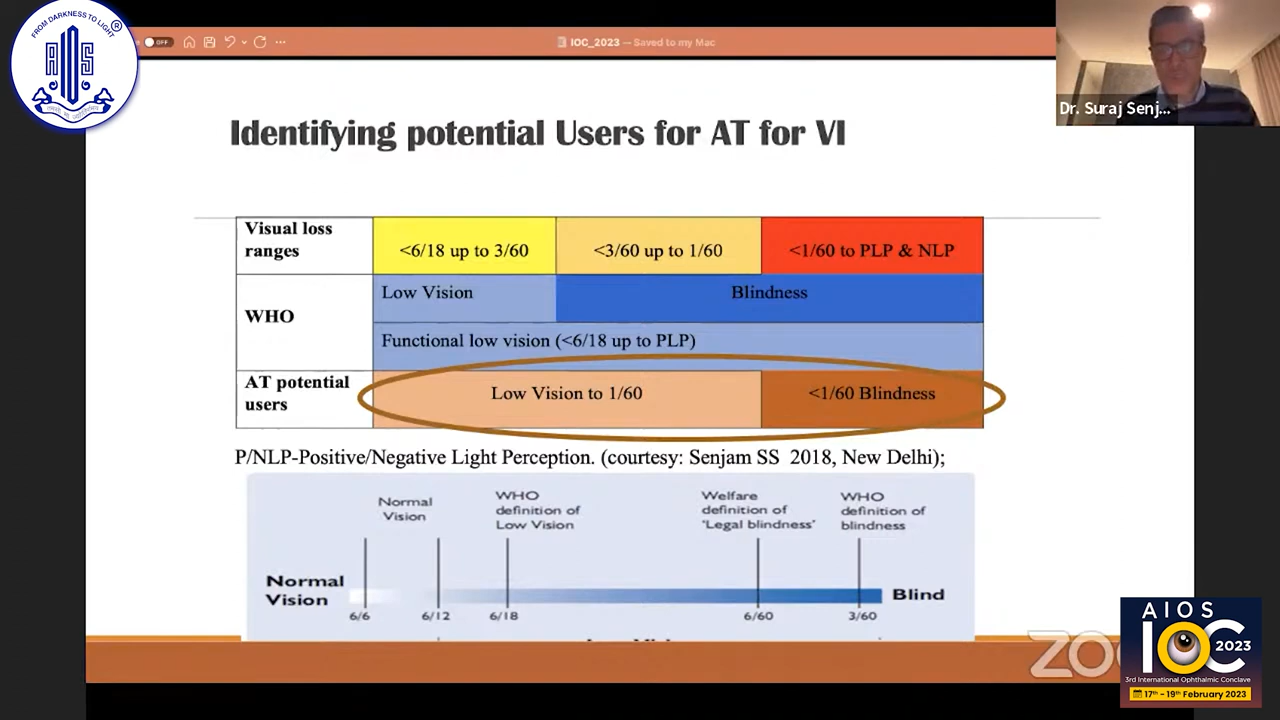 FROM DARKNESS TO LIGHT
®
AIOS
OFF
IOC_2023 — Saved to my Mac
Dr. Suraj Senj...
Identifying potential Users for AT for VI
Visual loss
ranges
<6/18 up to 3/60
<3/60 up to 1/60
<1/60 to PLP & NLP
WHO
Low Vision
Blindness
Functional low vision (<6/18 up to PLP)
AT potential
users
Low Vision to 1/60
<1/60 Blindness
P/NLP-Positive/Negative Light Perception. (courtesy: Senjam SS 2018, New Delhi);
Normal
Vision
WHO
definition of
Low Vision
Welfare
definition of
'Legal blindness'
WHO
definition of
blindness
Normal
Vision
Blind
6/6
6/12
6/18
6/60
3/60
AIOS
IOC 2023
3rd International Ophthalmic Conclave
17th - 19th February 2023